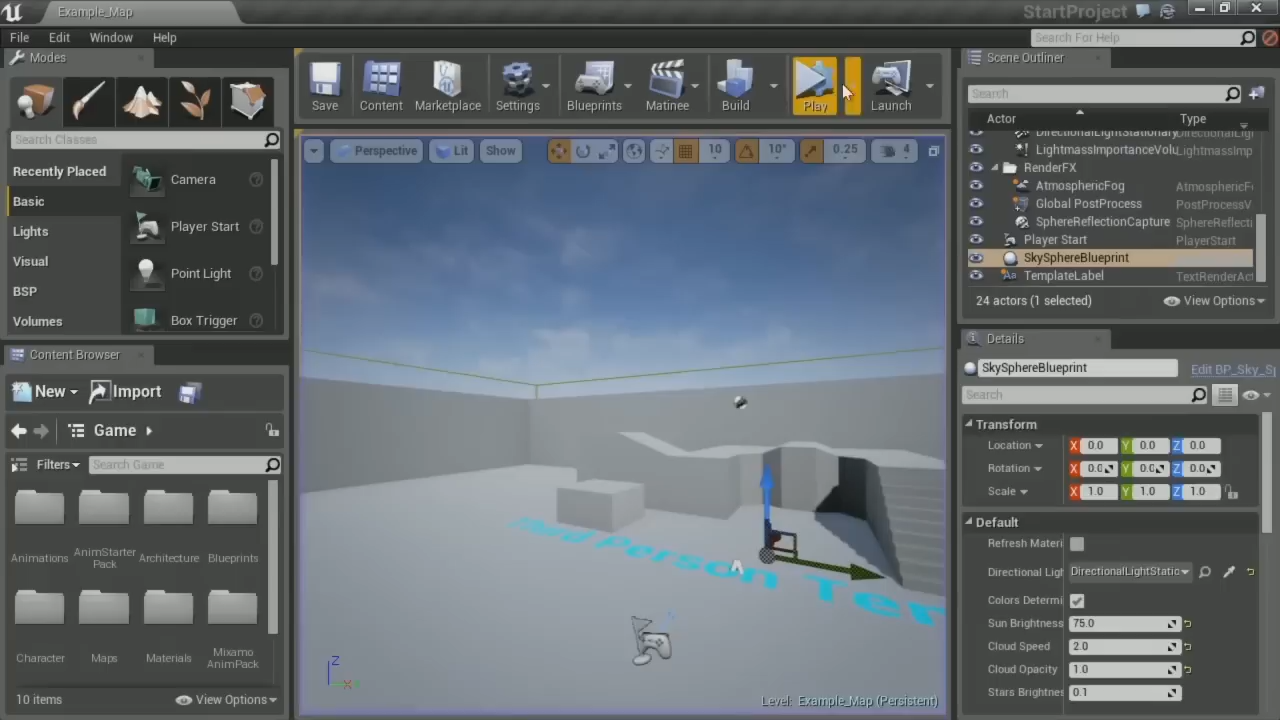 Example_Map
StartProject
File Edit Window Help
Search For Help
Modes
Search Classes
Recently Placed
Basic
Lights
Visual
BSP
Volumes
Camera
Player Start
Point Light
Box Trigger
Save Content Marketplace Settings Blueprints Matinee Build Play Launch
Perspective Lit Show 10 10° 0.25 4
Scene Outliner
Search
Actor Type
DirectionalLightStationary DirectionalLigh
LightmassImportanceVolu LightmassImp
RenderFX
AtmosphericFog AtmosphericF
Global PostProcess PostProcessV
SphereReflectionCapture SphereReflecti
Player Start PlayerStart
SkySphereBlueprint
TemplateLabel TextRenderAct
24 actors (1 selected) View Options
Content Browser
New Import
Game
Filters Search Game
Animations
AnimStarter Pack
Architecture
Blueprints
Character
Maps
Materials
Mixamo AnimPack
10 items View Options
Third Person Ter
Z
X
Level: Example_Map (Persistent)
Details
SkySphereBlueprint Edit BP_Sky_S
Search
Transform
Location X 0.0 Y 0.0 Z 0.0
Rotation X 0.0 Y 0.0 Z 0.0
Scale X 1.0 Y 1.0 Z 1.0
Default
Refresh Materi
Directional Ligh DirectionalLightStatic
Colors Determi
Sun Brightness 75.0
Cloud Speed 2.0
Cloud Opacity 1.0
Stars Brightnes 0.1